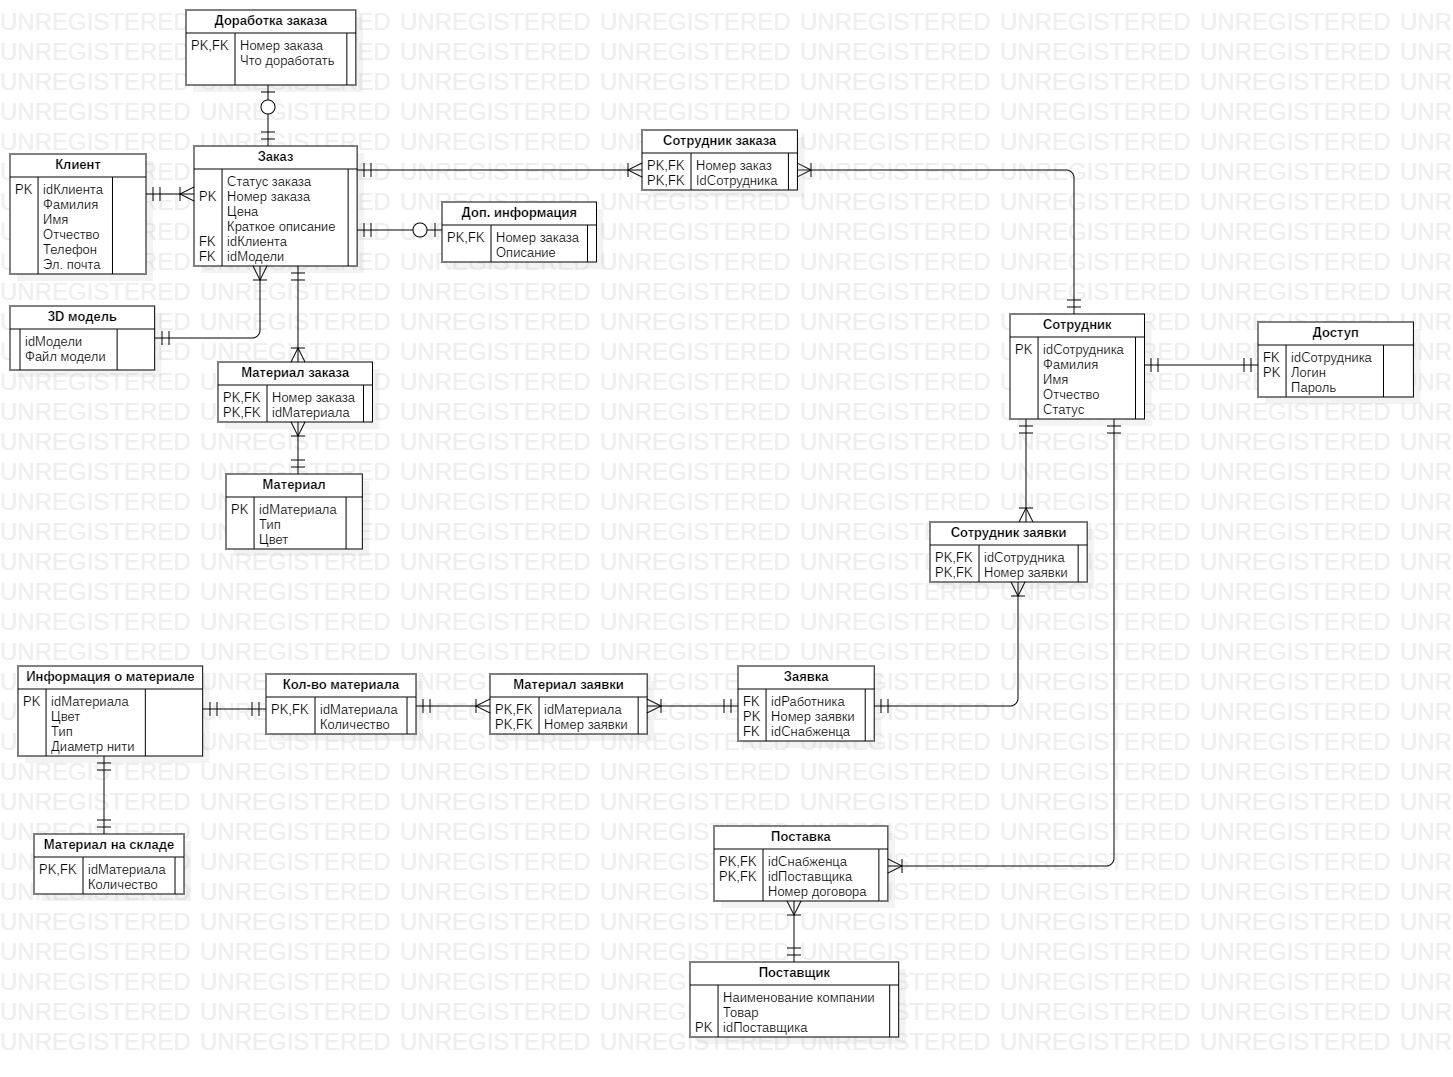 Доработка заказа
PK,FK Номер заказа
Что доработать
Клиент
PK idКлиента
Фамилия
Имя
Отчество
Телефон
Эл. почта
Заказ
Статус заказа
PK Номер заказа
Цена
Краткое описание
FK idКлиента
FK idМодели
Сотрудник заказа
PK,FK Номер заказ
PK,FK IdСотрудника
Доп. информация
PK,FK Номер заказа
Описание
3D модель
idМодели
Файл модели
Материал заказа
PK,FK Номер заказа
PK,FK idМатериала
Материал
PK idМатериала
Тип
Цвет
Сотрудник
PK idСотрудника
Фамилия
Имя
Отчество
Статус
Доступ
FK idСотрудника
PK Логин
Пароль
Сотрудник заявки
PK,FK idСотрудника
PK,FK Номер заявки
Информация о материале
PK idМатериала
Цвет
Тип
Диаметр нити
Кол-во материала
PK,FK idМатериала
Количество
Материал заявки
PK,FK idМатериала
PK,FK Номер заявки
Заявка
FK idРаботника
PK Номер заявки
FK idСнабженца
Материал на складе
PK,FK idМатериала
Количество
Поставка
PK,FK idСнабженца
PK,FK idПоставщика
Номер договора
Поставщик
Наименование компании
Товар
PK idПоставщика
UNREGISTERED